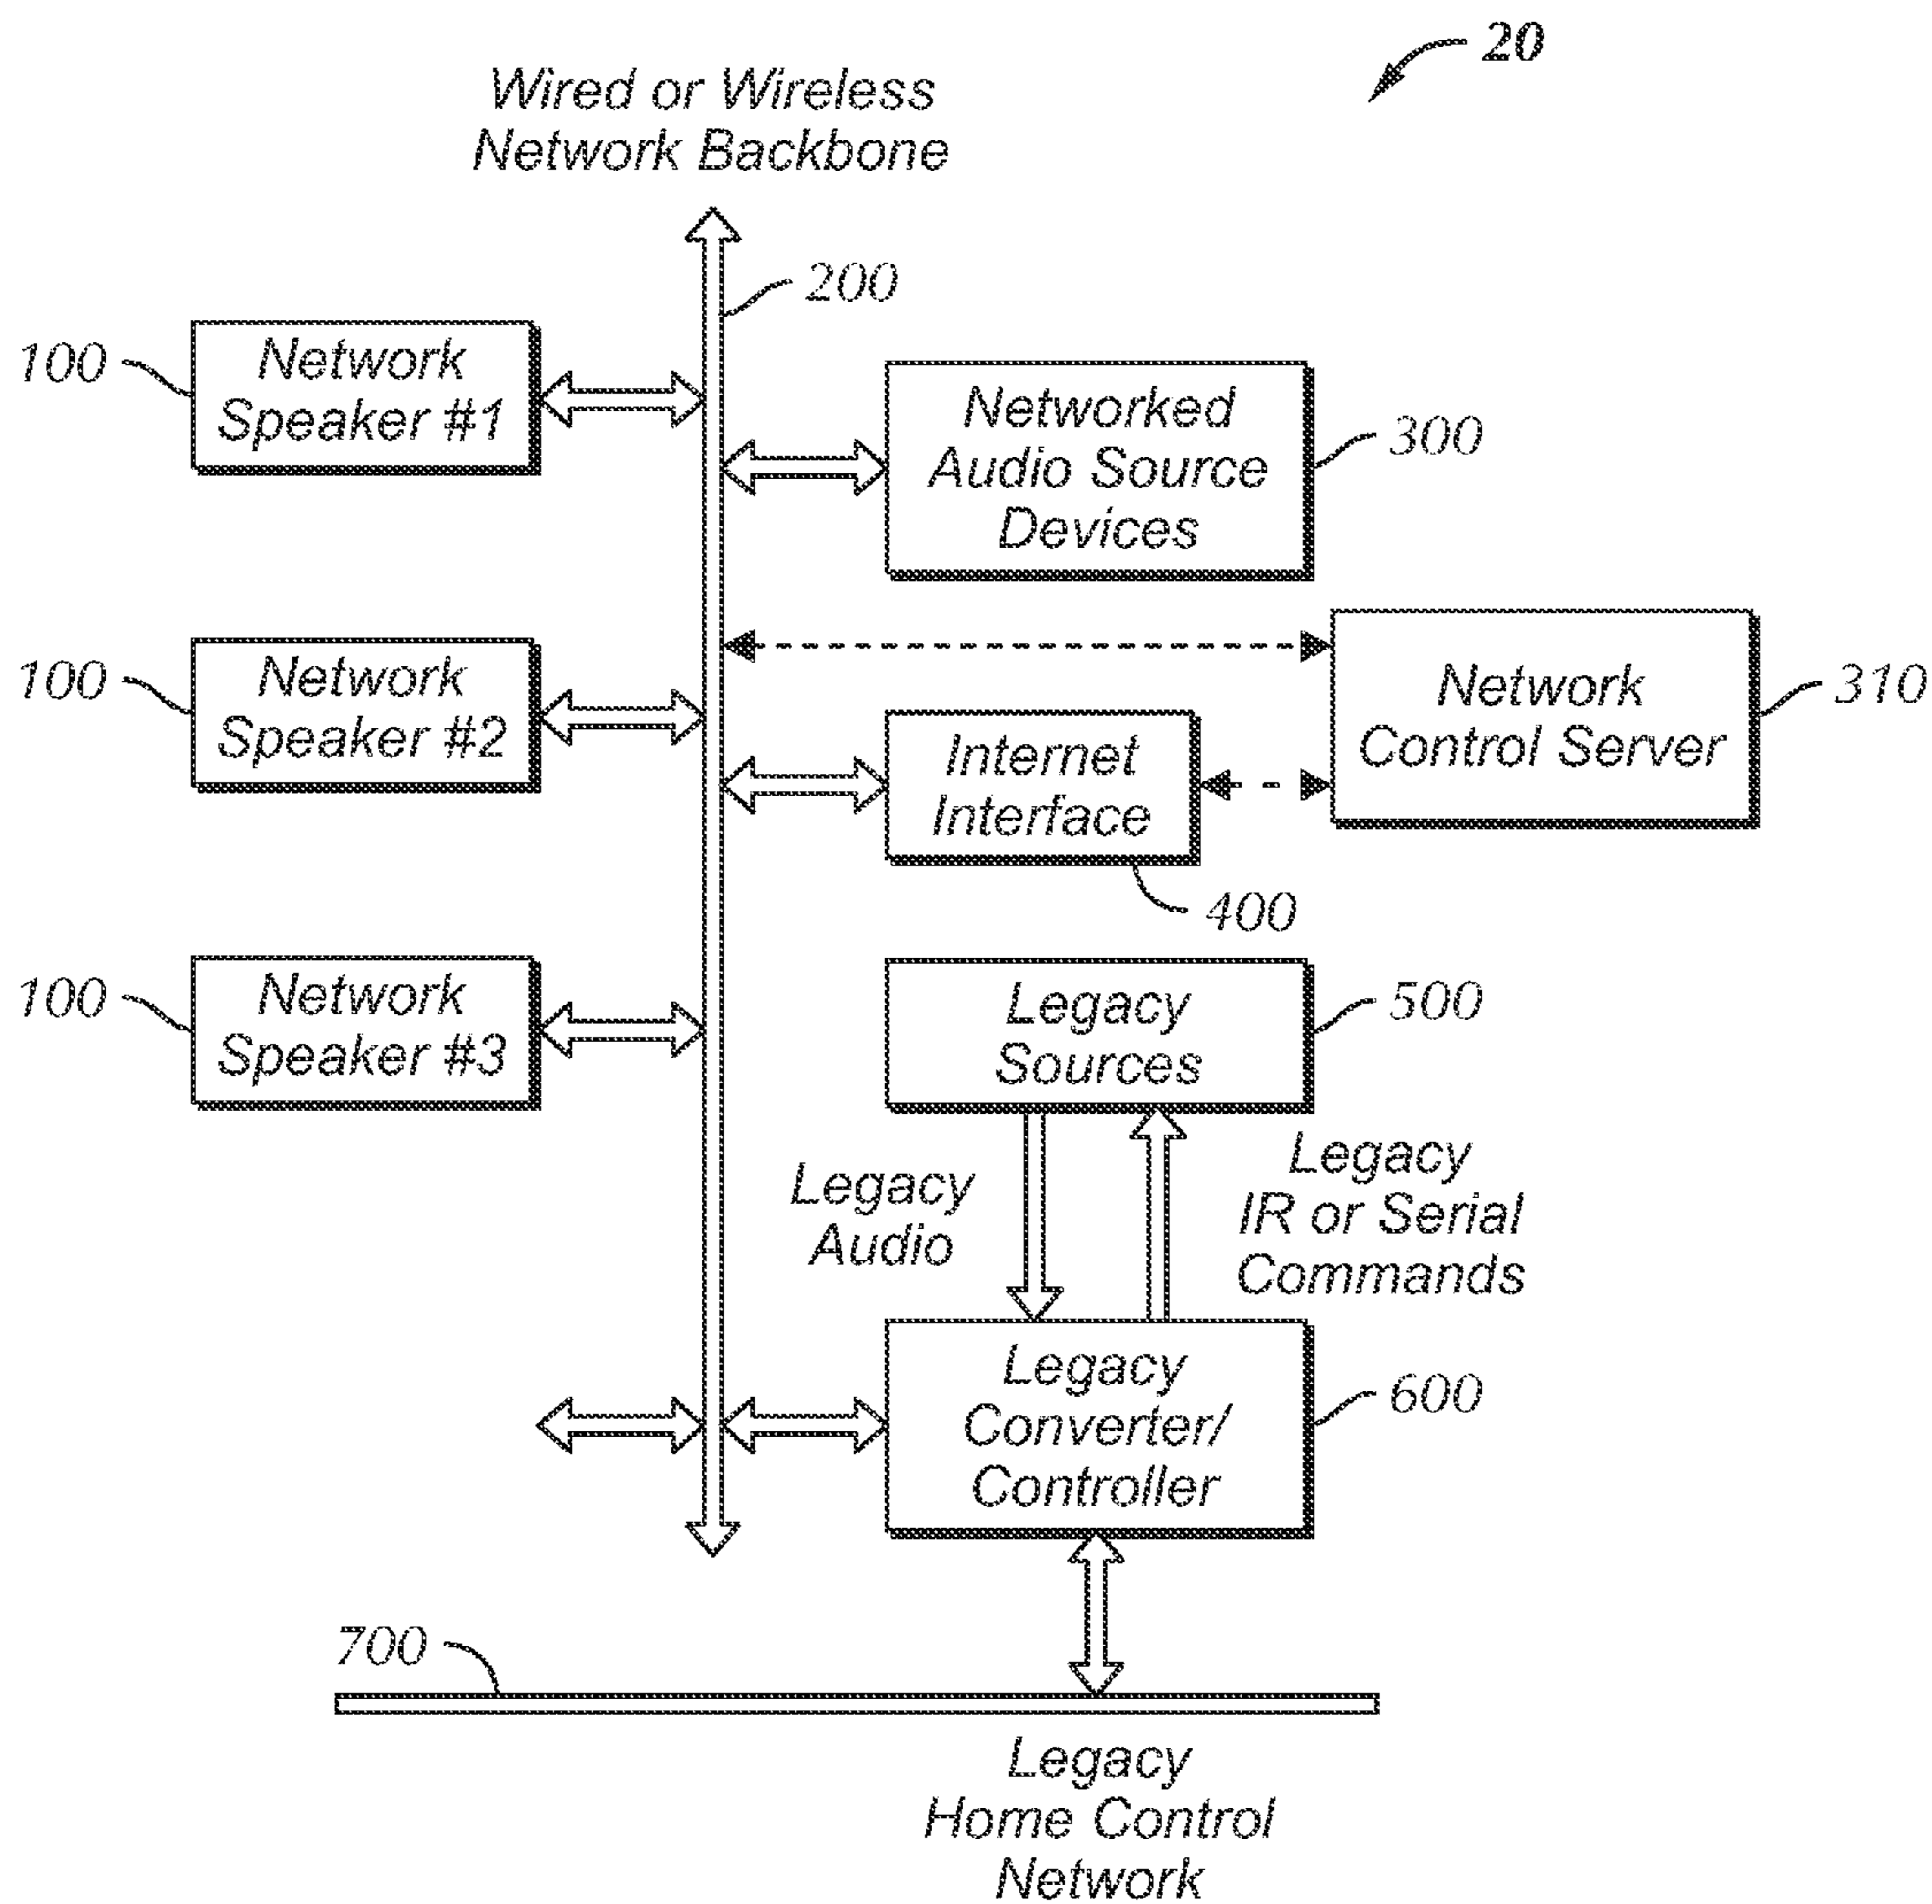 20
Wired or Wireless
Network Backbone
200
100
Network
Speaker #1
Networked
Audio Source
Devices
300
100
Network
Speaker #2
Network
Control Server
310
Internet
Interface
400
100
Network
Speaker #3
Legacy
Sources
500
Legacy
Audio
Legacy
IR or Serial
Commands
Legacy
Converter/
Controller
600
700
Legacy
Home Control
Network